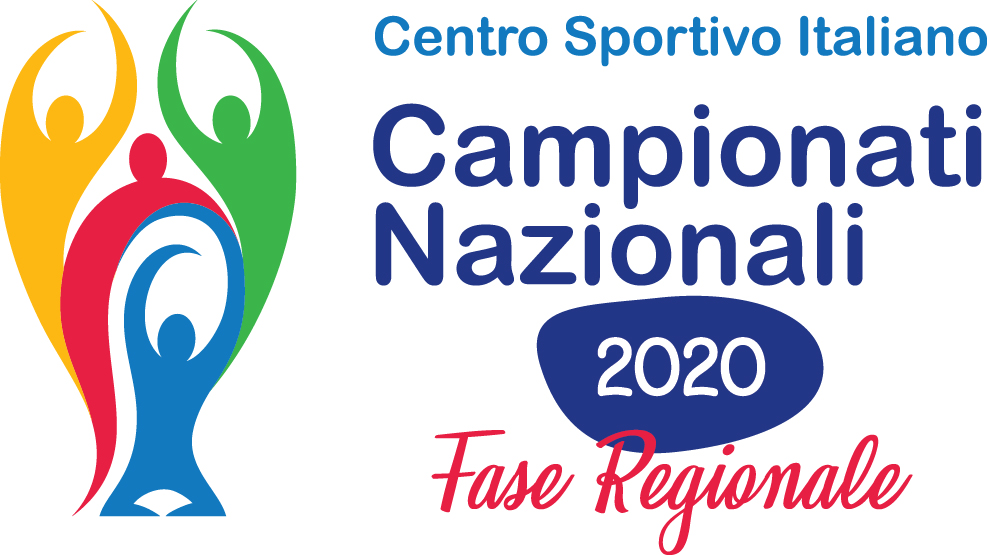 Centro Sportivo Italiano
Campionati
Nazionali
2020
Fase Regionale